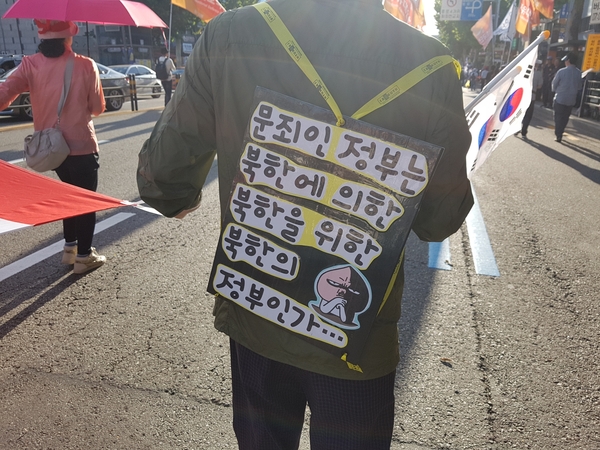 문죄인 정부는
북한에 의한
북한을 위한
북한의
정부인가...